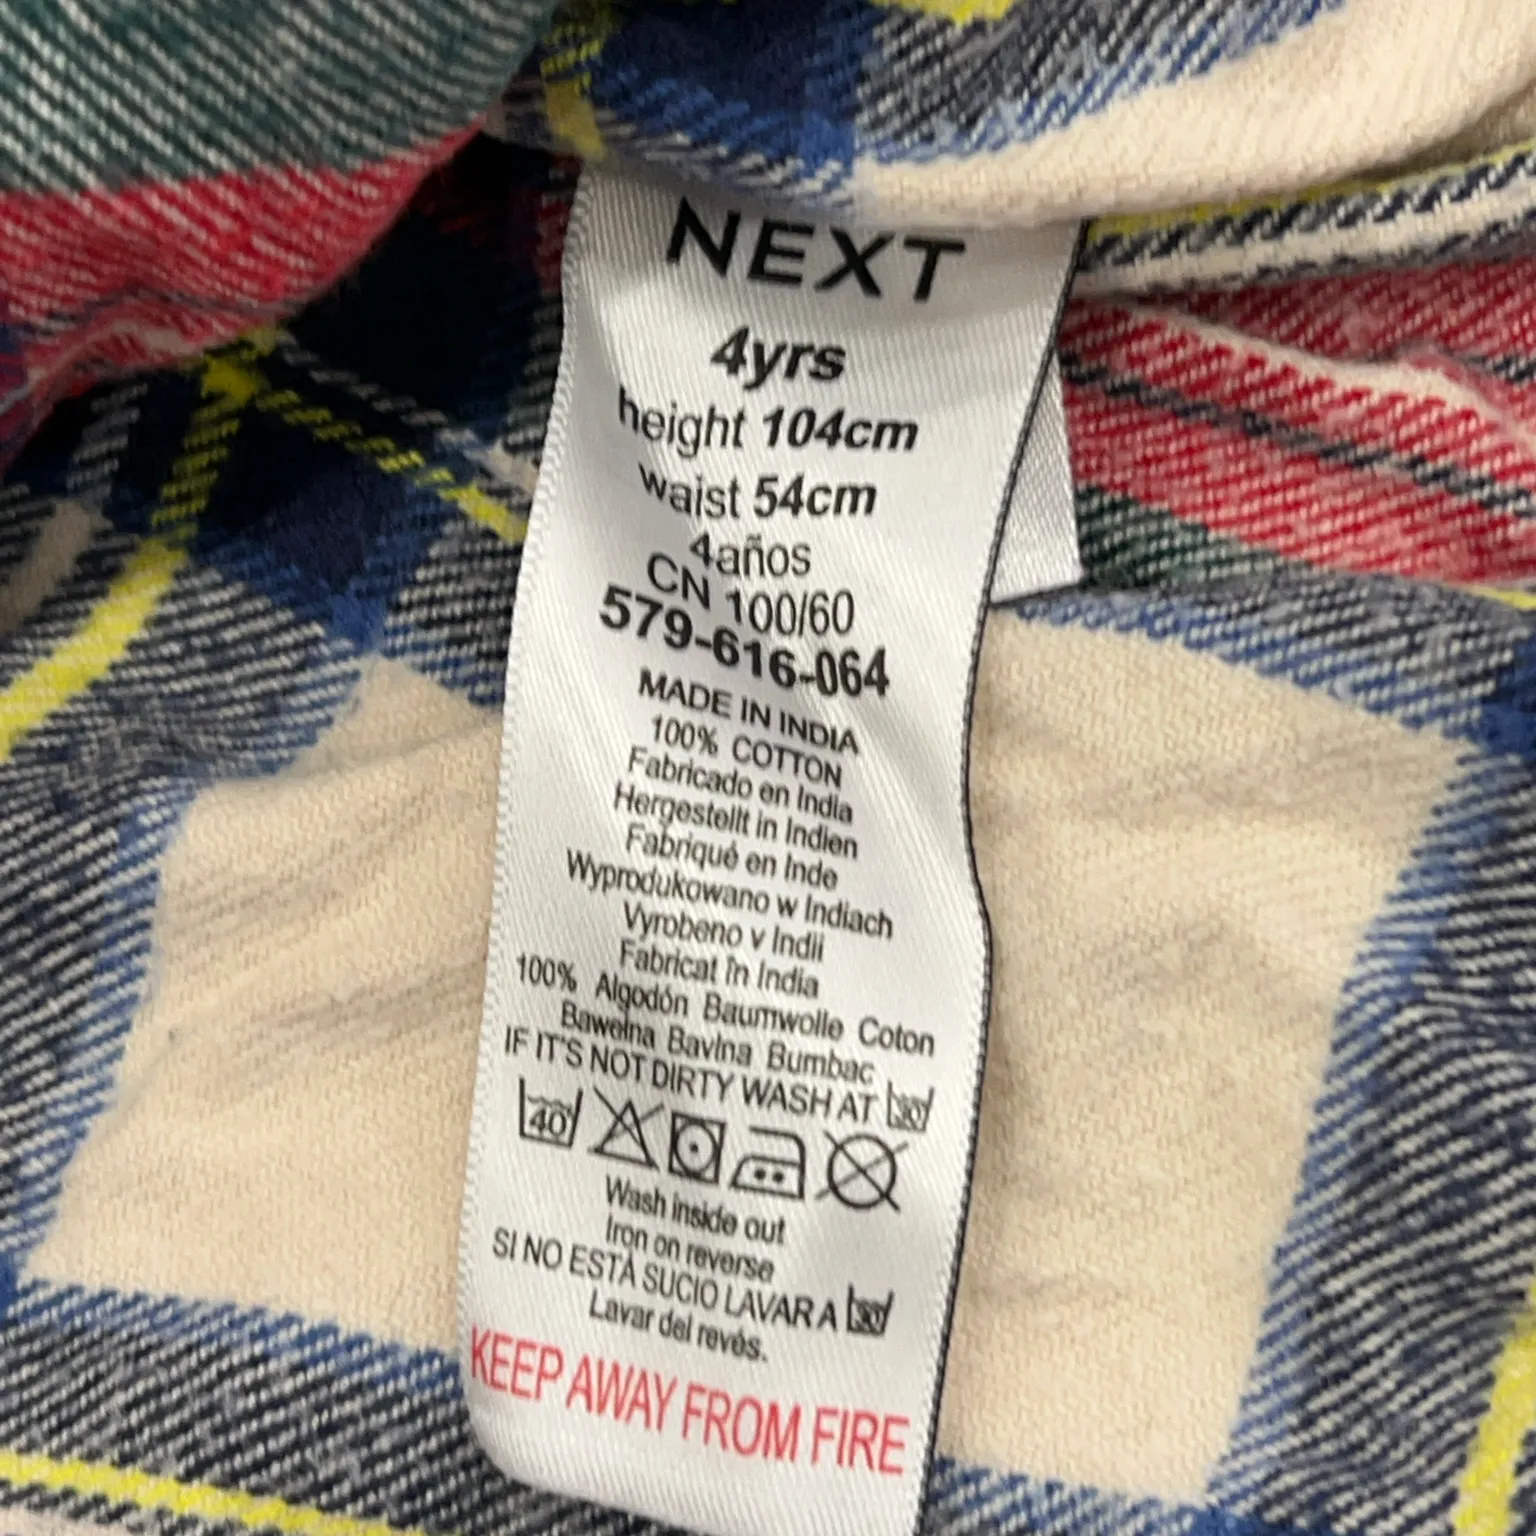 NEXT
4yrs
height 104cm
waist 54cm
4años
CN 100/60
579-616-064
MADE IN INDIA
100% COTTON
Fabricado en India
Hergestellt in Indien
Fabriqué en Inde
Wyprodukowano w Indiach
Vyrobeno v Indii
Fabricat în India
100% Algodón Baumwolle Coton
Bawełna Bavlna Bumbac
IF IT'S NOT DIRTY WASH AT 30
40
Wash inside out
Iron on reverse
SI NO ESTÁ SUCIO LAVAR A 30
Lavar del revés.
KEEP AWAY FROM FIRE